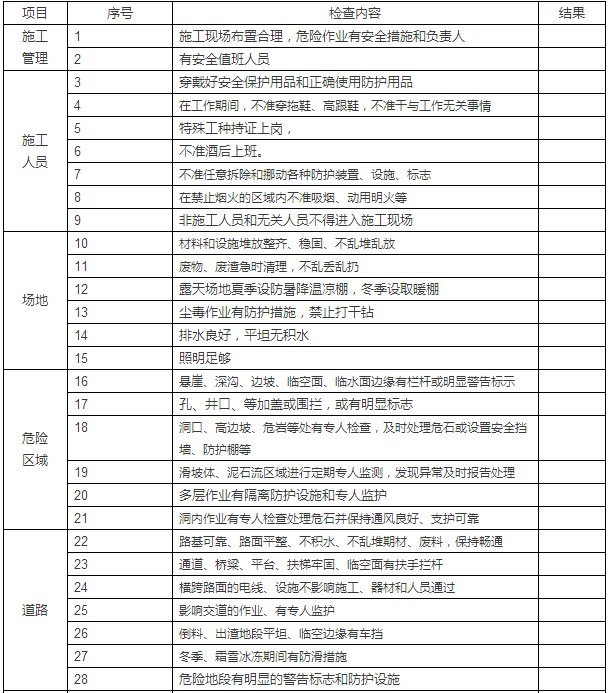 项目 序号 检查内容 结果
施工管理
1 施工现场布置合理，危险作业有安全措施和负责人
2 有安全值班人员
施工人员
3 穿戴好安全保护用品和正确使用防护用品
4 在工作期间，不准穿拖鞋、高跟鞋，不准干与工作无关事情
5 特殊工种持证上岗，
6 不准酒后上班。
7 不准任意拆除和挪动各种防护装置、设施、标志
8 在禁止烟火的区域内不准吸烟、动用明火等
9 非施工人员和无关人员不得进入施工现场
场地
10 材料和设施堆放整齐、稳国、不乱堆乱放
11 废物、废渣急时清理，不乱丢乱扔
12 露天场地夏季设防暑降温凉棚，冬季设取暖棚
13 尘毒作业有防护措施，禁止打干钻
14 排水良好，平坦无积水
15 照明足够
危险区域
16 悬崖、深沟、边坡、临空面、临水面边缘有栏杆或明显警告标示
17 孔、井口、等加盖或围拦，或有明显标志
18 洞口、高边坡、危岩等处有专人检查，及时处理危石或设置安全挡
墙、防护棚等
19 滑坡体、泥石流区域进行定期专人监测，发现异常及时报告处理
20 多层作业有隔离防护设施和专人监护
21 洞内作业有专人检查处理危石并保持通风良好、支护可靠
道路
22 路基可靠、路面平整、不积水、不乱堆期材、废料，保持畅通
23 通道、桥梁、平台、扶梯牢固、临空面有扶手拦杆
24 横跨路面的电线、设施不影响施工、器材和人员通过
25 影响交道的作业、有专人监护
26 倒料、出渣地段平坦、临空边缘有车挡
27 冬季、霜雪冰冻期间有防滑措施
28 危险地段有明显的警告标志和防护设施